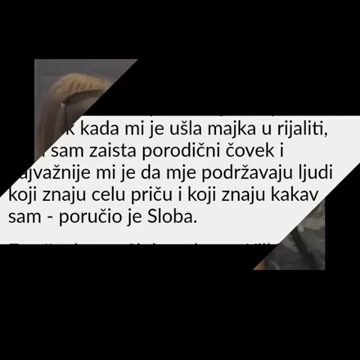 k kada mi je ušla majka u rijaliti,
sam zaista porodični čovek i
ajvažnije mi je da mje podržavaju ljudi
koji znaju celu priču i koji znaju kakav
sam - poručio je Sloba.